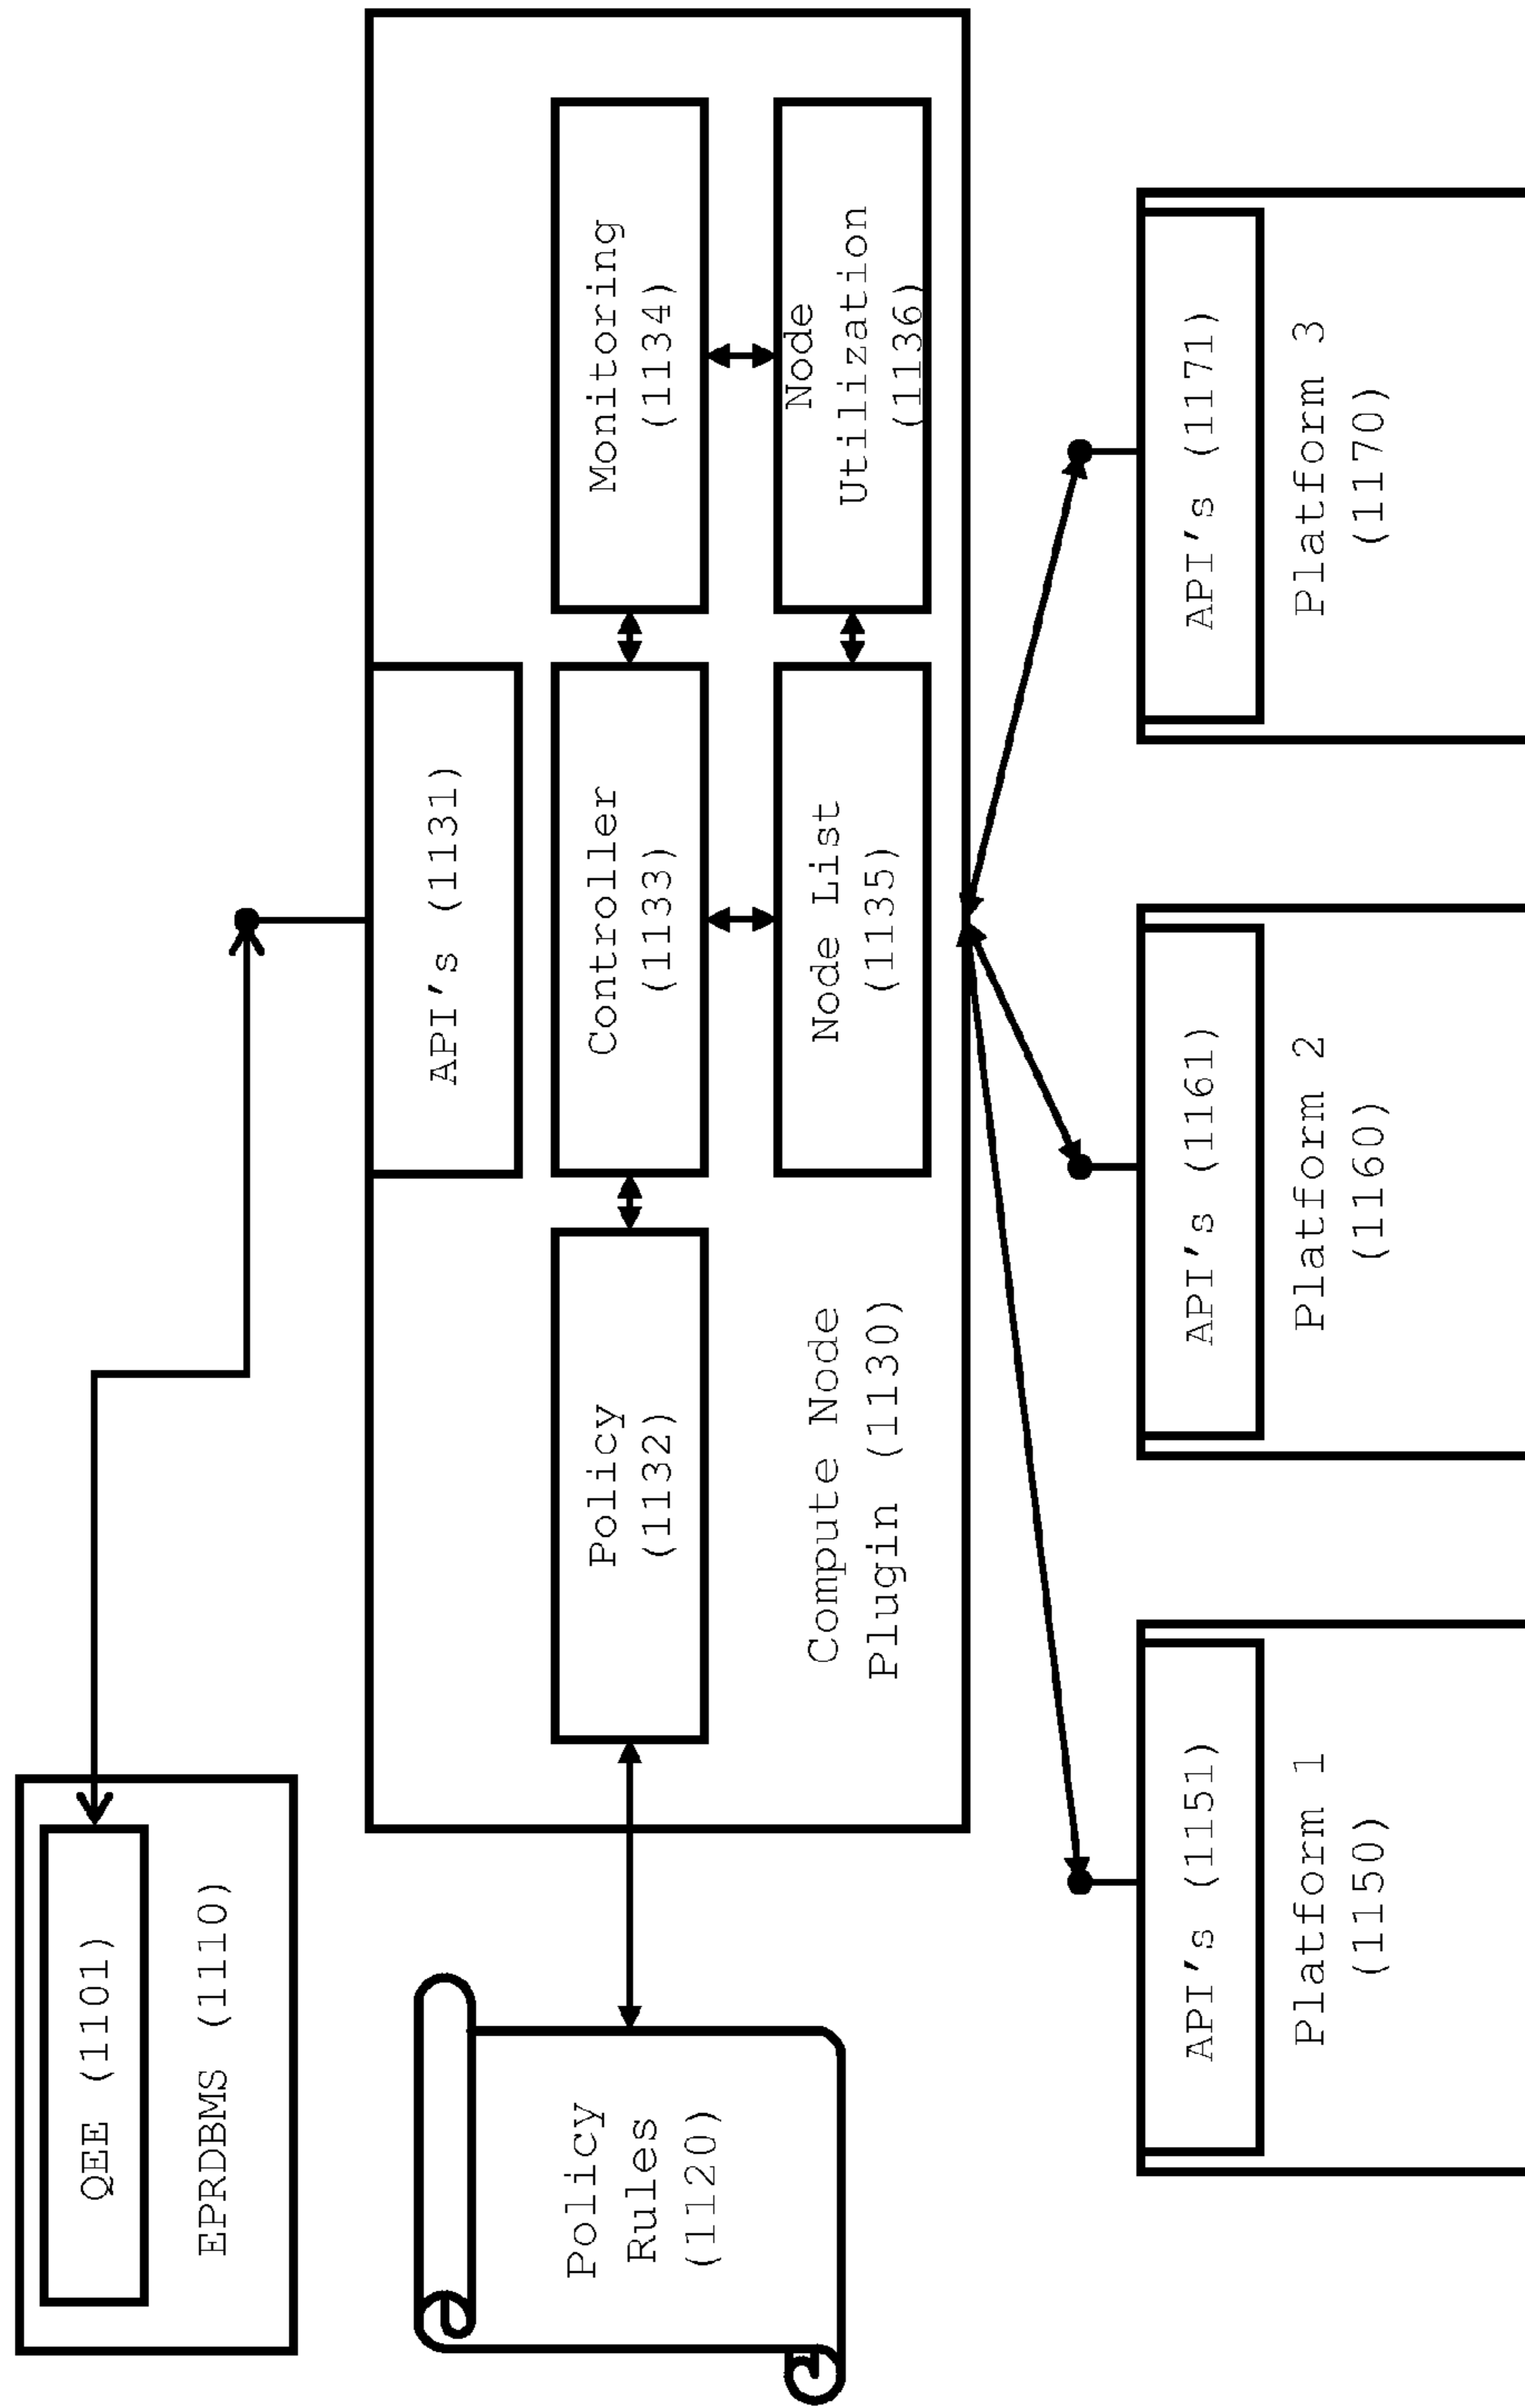 QEE (1101)
EPRDBMS (1110)
API's (1131)
Policy
Rules
(1120)
Policy
(1132)
Controller
(1133)
Monitoring
(1134)
Compute Node
Plugin (1130)
Node List
(1135)
Node
Utilization
(1136)
API's (1151)
Platform 1
(1150)
API's (1161)
Platform 2
(1160)
API's (1171)
Platform 3
(1170)